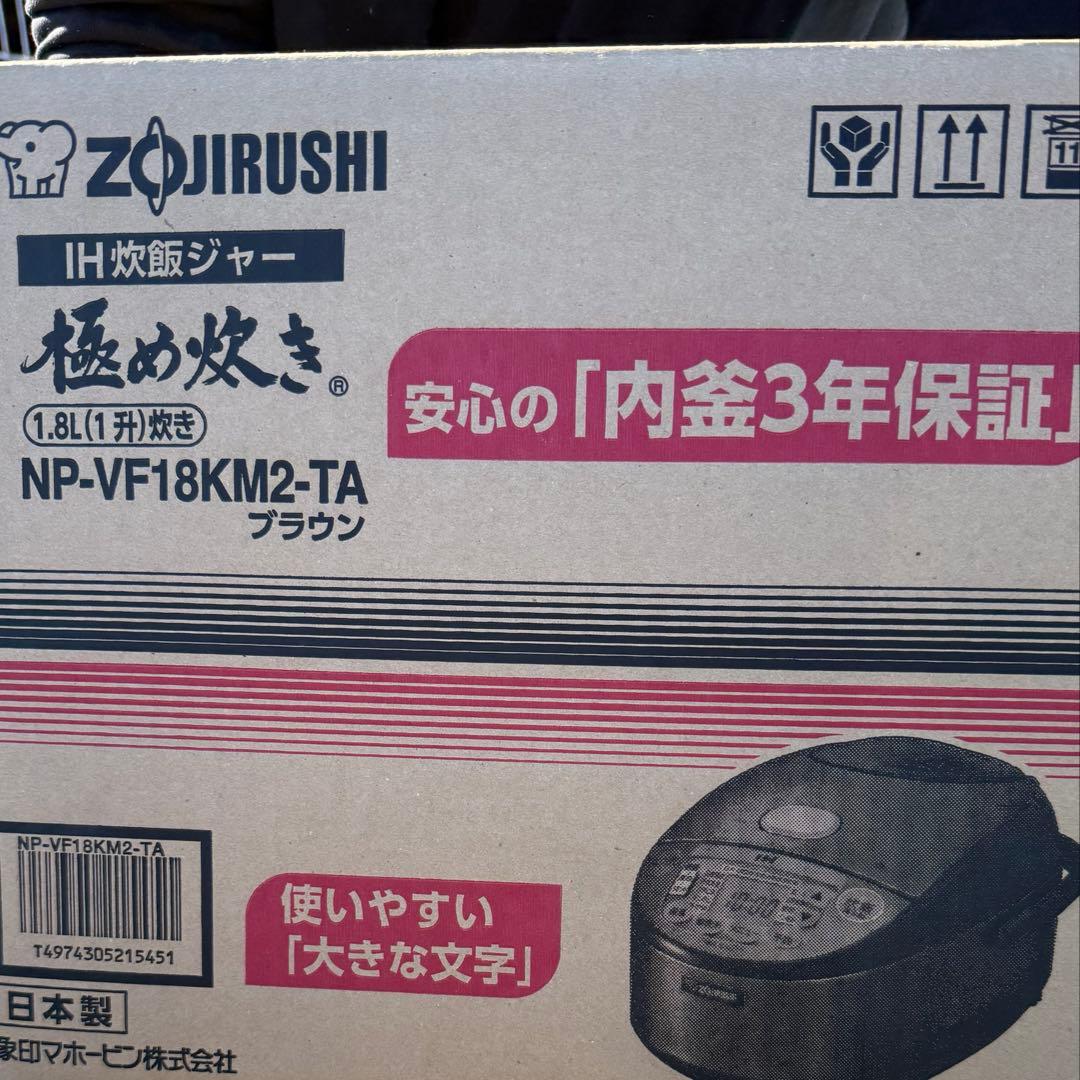 ZOJIRUSHI
11
IH炊飯ジャー
極め炊き®
1.8L(1升)炊き
NP-VF18KM2-TA
ブラウン
安心の「内釜3年保証」
NP-VF18KM2-TA
T4974305215451
使いやすい
「大きな文字」
日本製
象印マホービン株式会社
IH
ZOJIRUSHI